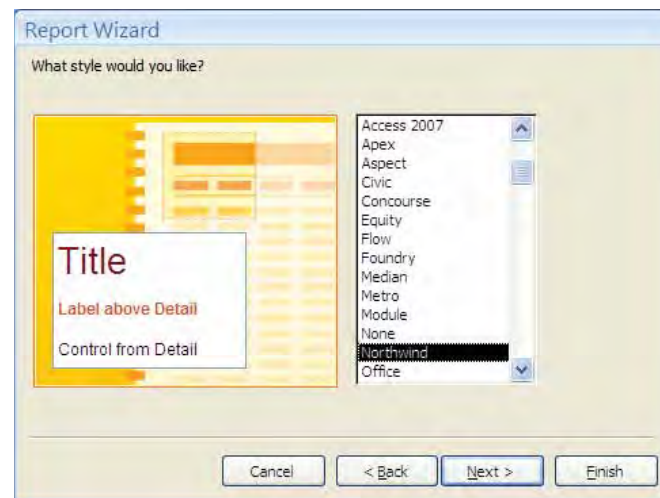 Report Wizard
What style would you like?
Title
Label above Detail
Control from Detail
Access 2007
Apex
Aspect
Civic
Concourse
Equity
Flow
Foundry
Median
Metro
Module
None
Northwind
Office
Cancel
< Back
Next >
Finish